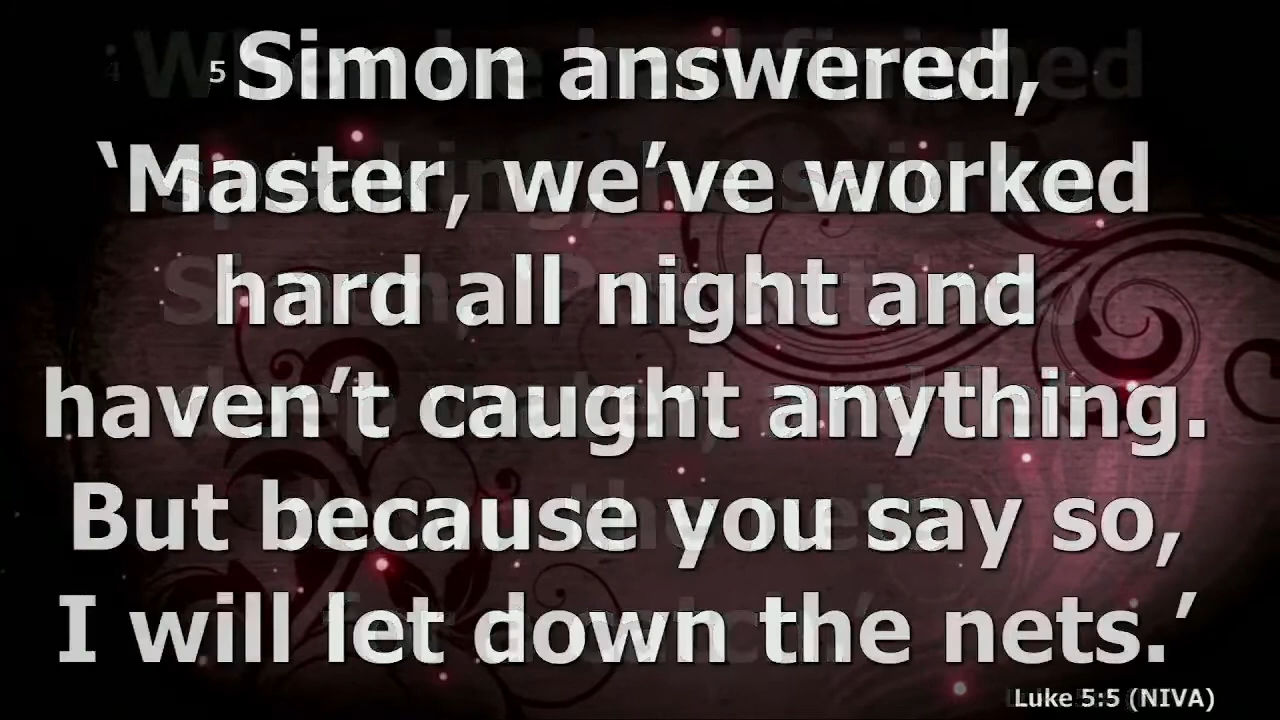 5 Simon answered,
‘Master, we’ve worked
hard all night and
haven’t caught anything.
But because you say so,
I will let down the nets.’
Luke 5:5 (NIVA)